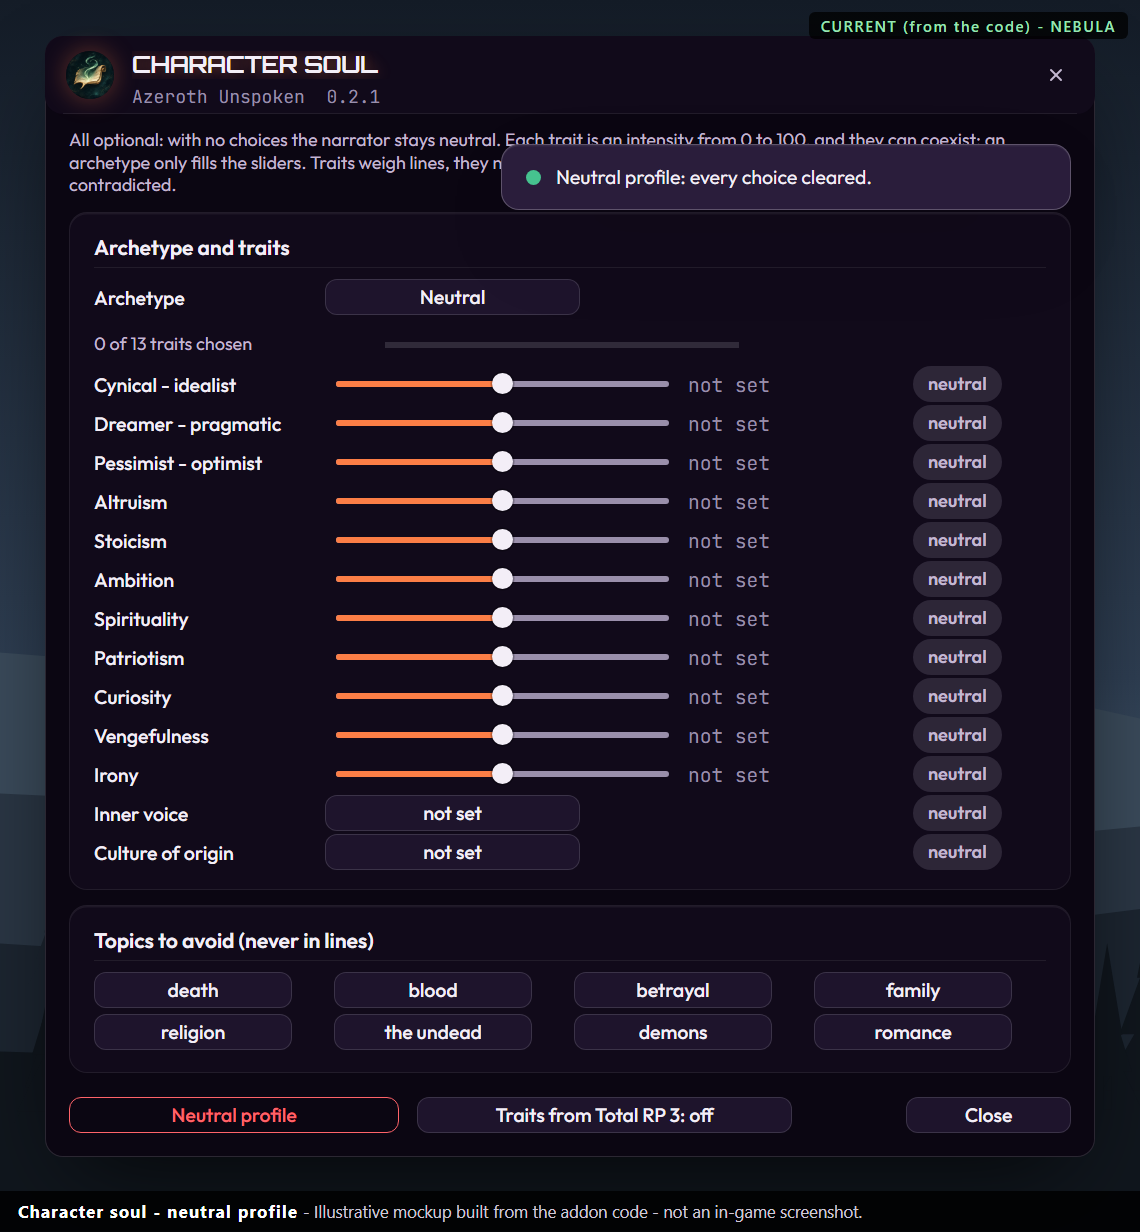 CURRENT (from the code) - NEBULA
CHARACTER SOUL
Azeroth Unspoken 0.2.1
All optional: with no choices the narrator stays neutral. Each trait is an intensity from 0 to 100, and they can coexist: an
archetype only fills the sliders. Traits weigh lines, they
contradicted.
Neutral profile: every choice cleared.
Archetype and traits
Archetype
Neutral
0 of 13 traits chosen
Cynical - idealist not set neutral
Dreamer - pragmatic not set neutral
Pessimist - optimist not set neutral
Altruism not set neutral
Stoicism not set neutral
Ambition not set neutral
Spirituality not set neutral
Patriotism not set neutral
Curiosity not set neutral
Vengefulness not set neutral
Irony not set neutral
Inner voice not set neutral
Culture of origin not set neutral
Topics to avoid (never in lines)
death blood betrayal family
religion the undead demons romance
Neutral profile Traits from Total RP 3: off Close
Character soul - neutral profile - Illustrative mockup built from the addon code - not an in-game screenshot.